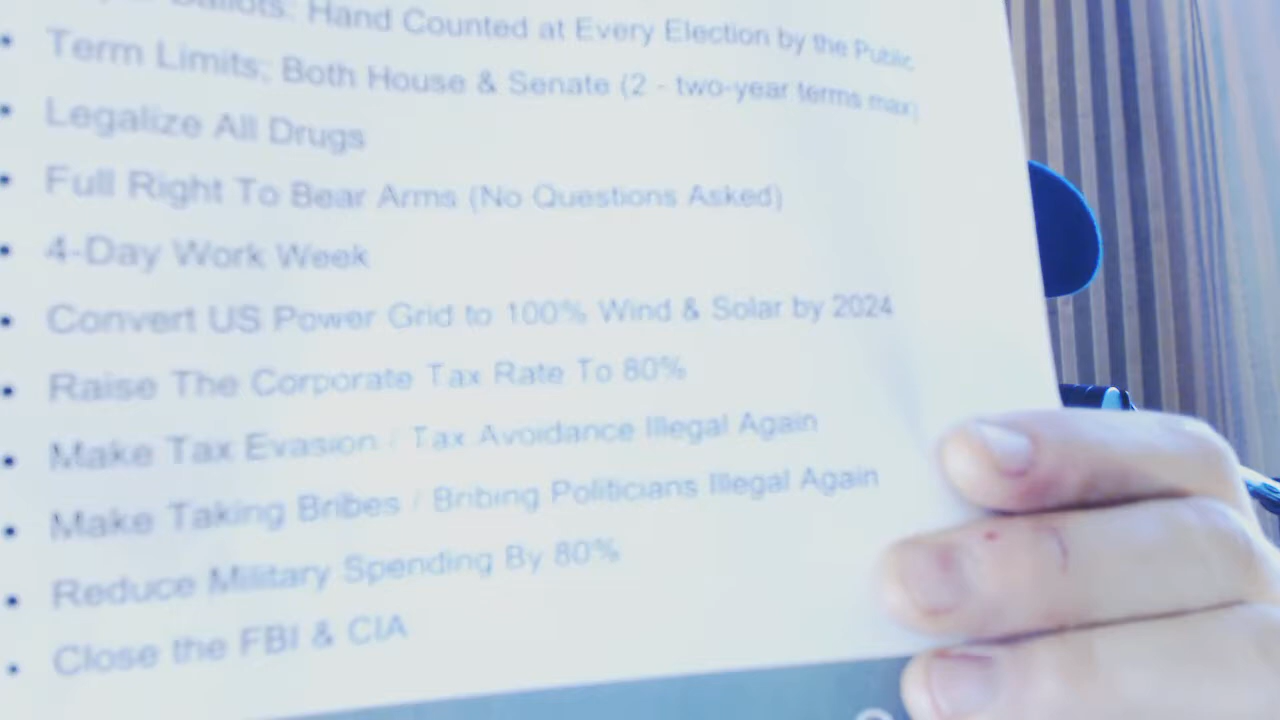 Ballots: Hand Counted at Every Election by the Public
• Term Limits; Both House & Senate (2 - two-year terms max)
• Legalize All Drugs
• Full Right To Bear Arms (No Questions Asked)
• 4-Day Work Week
• Convert US Power Grid to 100% Wind & Solar by 2024
• Raise The Corporate Tax Rate To 80%
• Make Tax Evasion / Tax Avoidance Illegal Again
• Make Taking Bribes / Bribing Politicians Illegal Again
• Reduce Military Spending By 80%
• Close the FBI & CIA